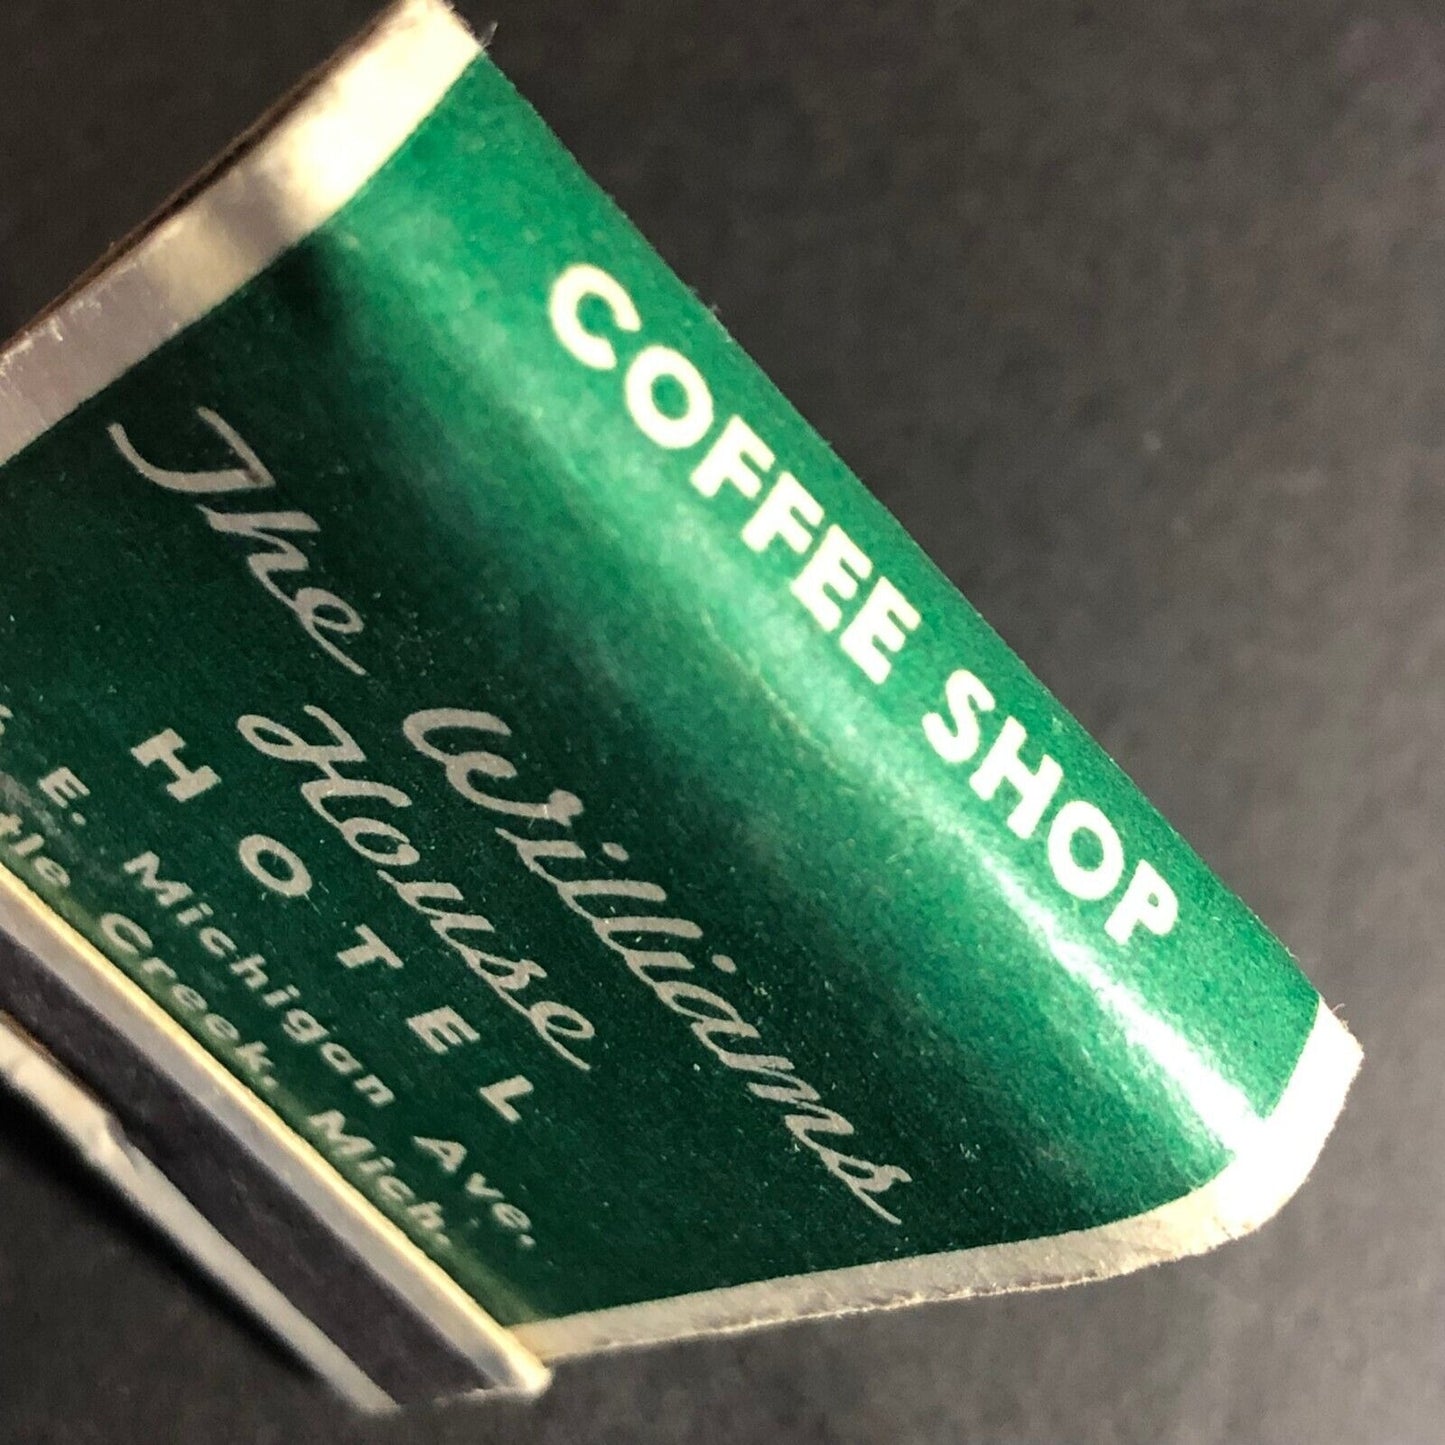 COFFEE SHOP
The Williams
House
HOTEL
E. Michigan Ave.
Creek, Mich.